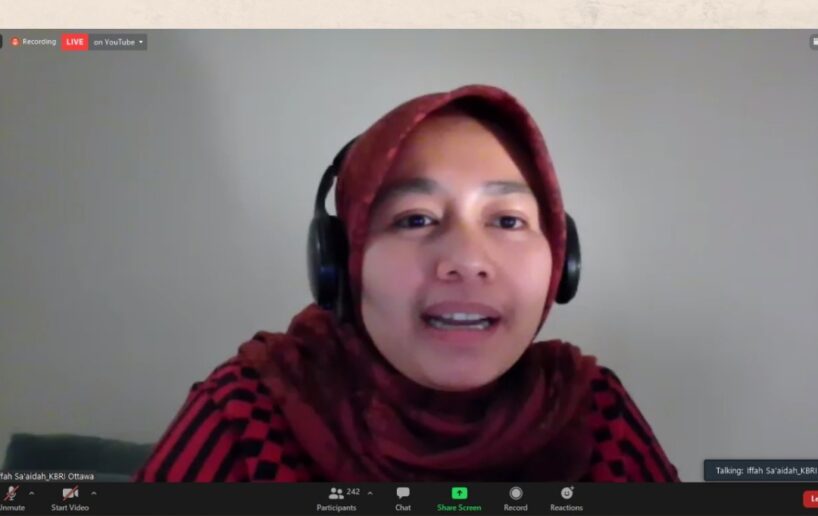 Recording LIVE on YouTube
ffah Sa'aidah_KBRI Ottawa
Talking: Iffah Sa'aidah_KBRI
Unmute Start Video 242 Participants Chat Share Screen Record Reactions